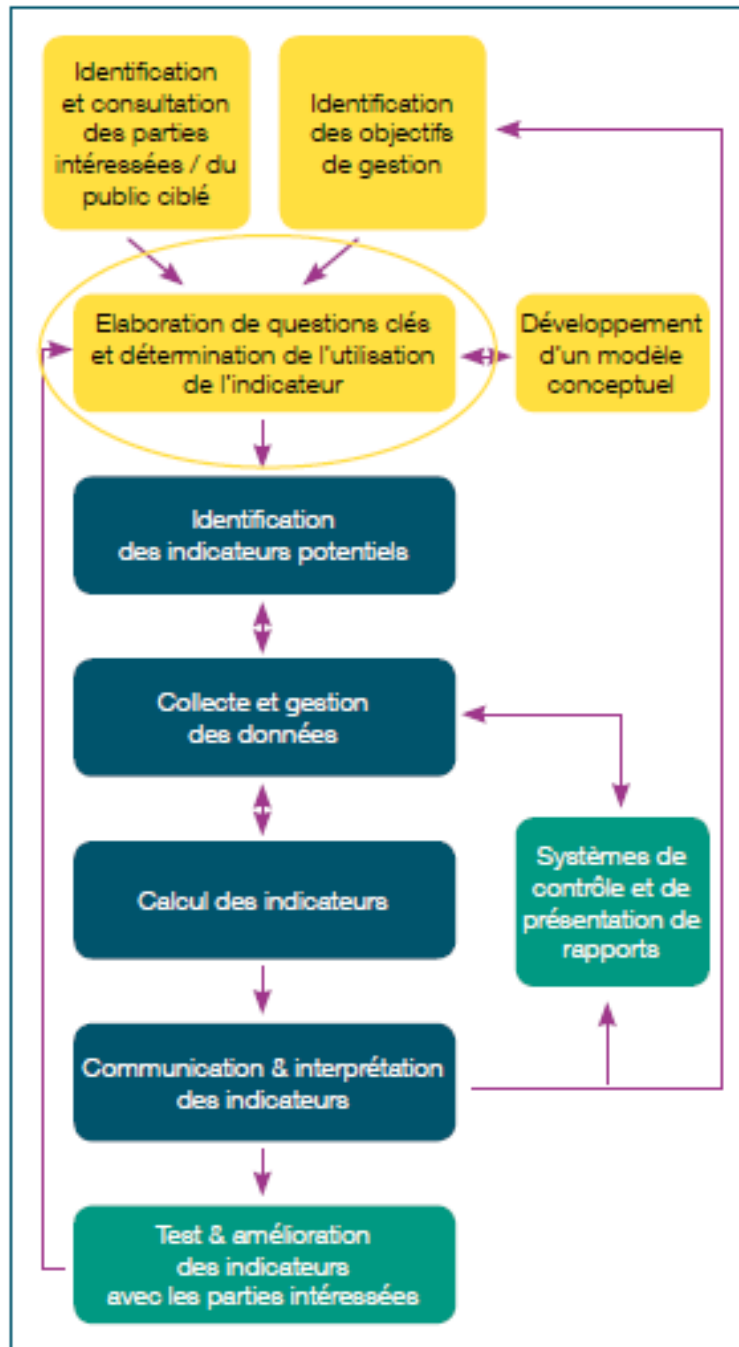 Identification
et consultation
des parties
intéressées / du
public ciblé
Identification
des objectifs
de gestion
Elaboration de questions clés
et détermination de l'utilisation
de l'indicateur
Développement
d'un modèle
conceptuel
Identification
des indicateurs potentiels
Collecte et gestion
des données
Calcul des indicateurs
Systèmes de
contrôle et de
présentation de
rapports
Communication & interprétation
des indicateurs
Test & amélioration
des indicateurs
avec les parties intéressées